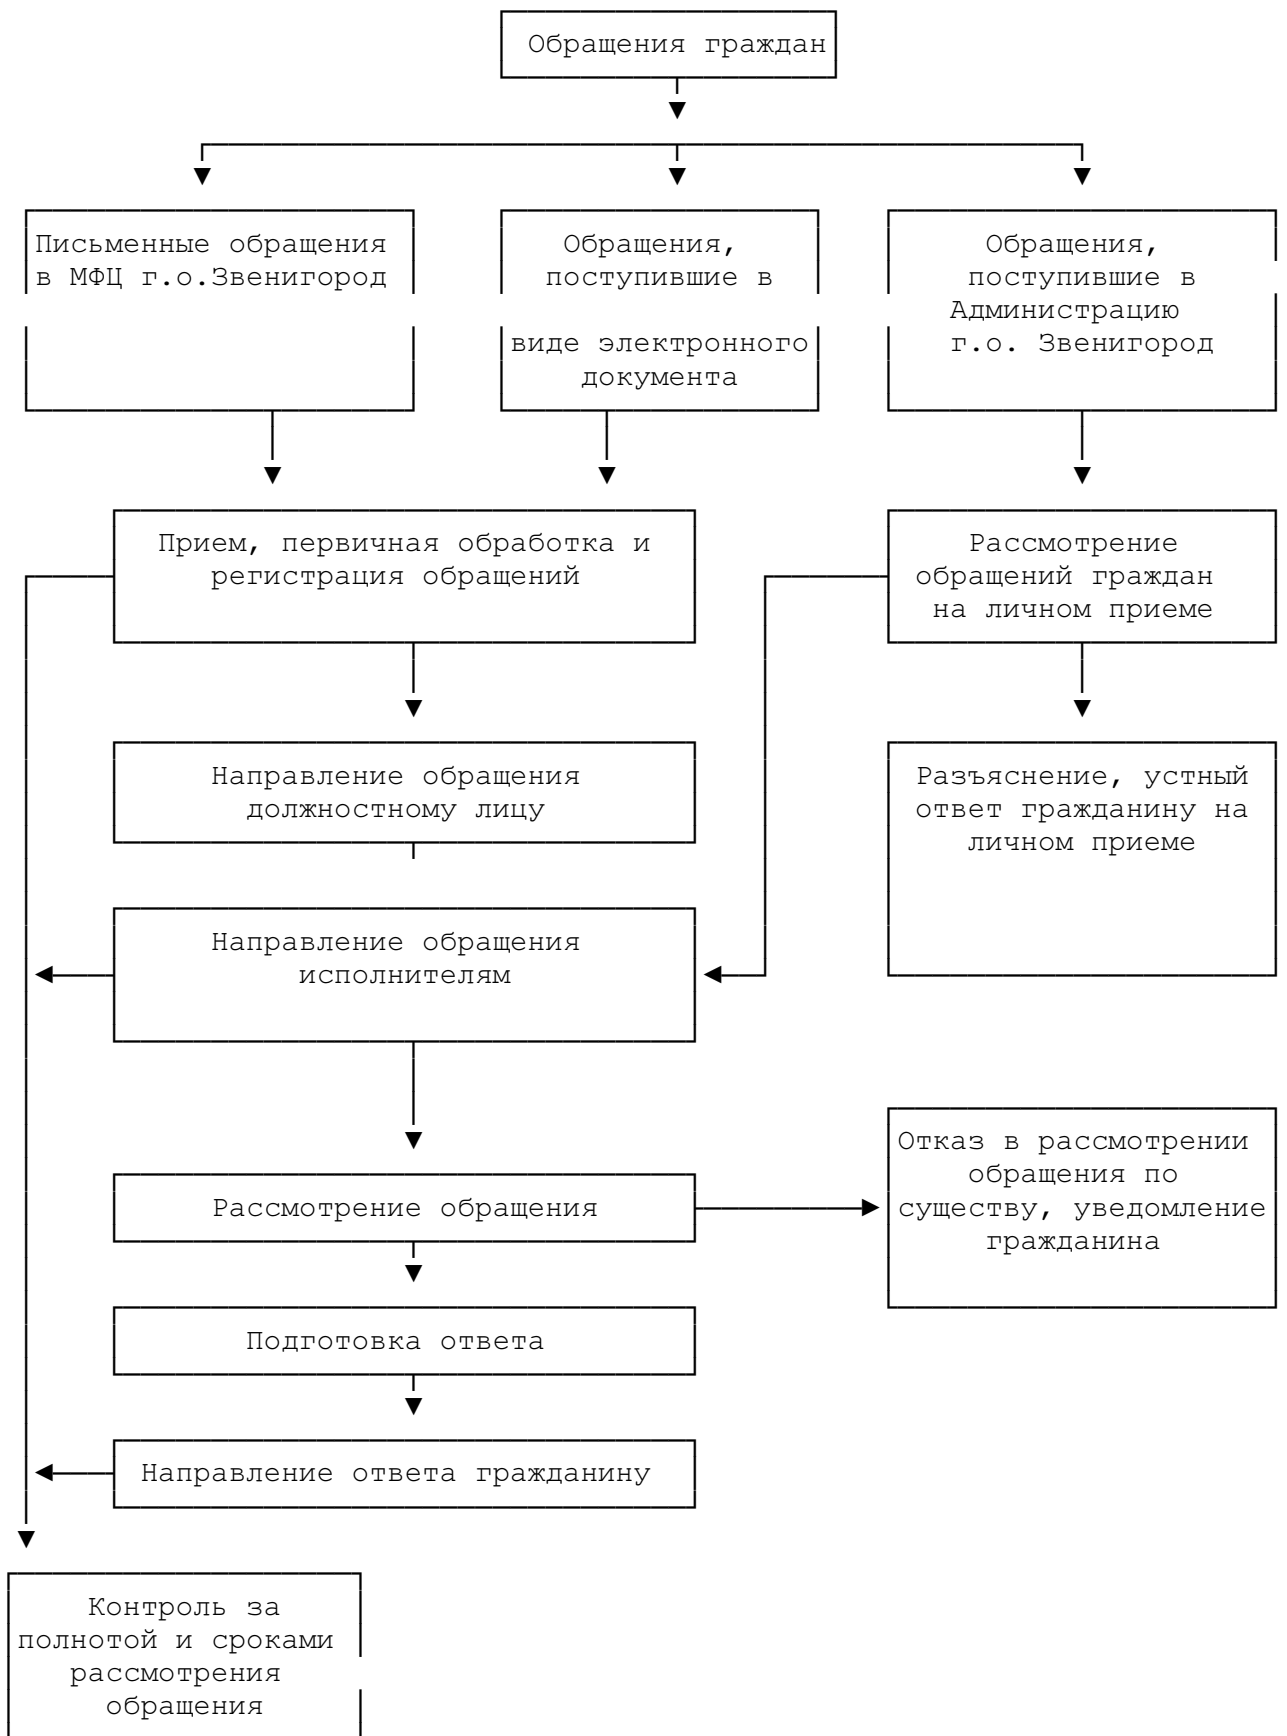 Обращения граждан
Письменные обращения
в МФЦ г.о.Звенигород
Обращения,
поступившие в
виде электронного
документа
Обращения,
поступившие в
Администрацию
г.о. Звенигород
Прием, первичная обработка и
регистрация обращений
Рассмотрение
обращений граждан
на личном приеме
Направление обращения
должностному лицу
Разъяснение, устный
ответ гражданину на
личном приеме
Направление обращения
исполнителям
Отказ в рассмотрении
обращения по
существу, уведомление
гражданина
Рассмотрение обращения
Подготовка ответа
Направление ответа гражданину
Контроль за
полнотой и сроками
рассмотрения
обращения